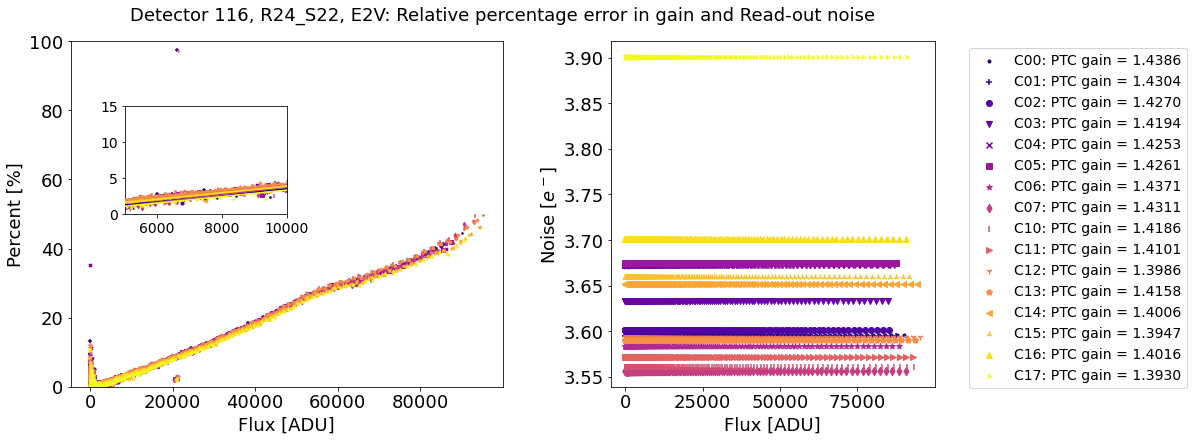 Detector 116, R24_S22, E2V: Relative percentage error in gain and Read-out noise
100
80
60
40
20
0
Percent [%]
15
10
5
0
6000 8000 10000
0 20000 40000 60000 80000
Flux [ADU]
3.90
3.85
3.80
3.75
3.70
3.65
3.60
3.55
Noise [e⁻]
0 25000 50000 75000
Flux [ADU]
C00: PTC gain = 1.4386
C01: PTC gain = 1.4304
C02: PTC gain = 1.4270
C03: PTC gain = 1.4194
C04: PTC gain = 1.4253
C05: PTC gain = 1.4261
C06: PTC gain = 1.4371
C07: PTC gain = 1.4311
C10: PTC gain = 1.4186
C11: PTC gain = 1.4101
C12: PTC gain = 1.3986
C13: PTC gain = 1.4158
C14: PTC gain = 1.4006
C15: PTC gain = 1.3947
C16: PTC gain = 1.4016
C17: PTC gain = 1.3930